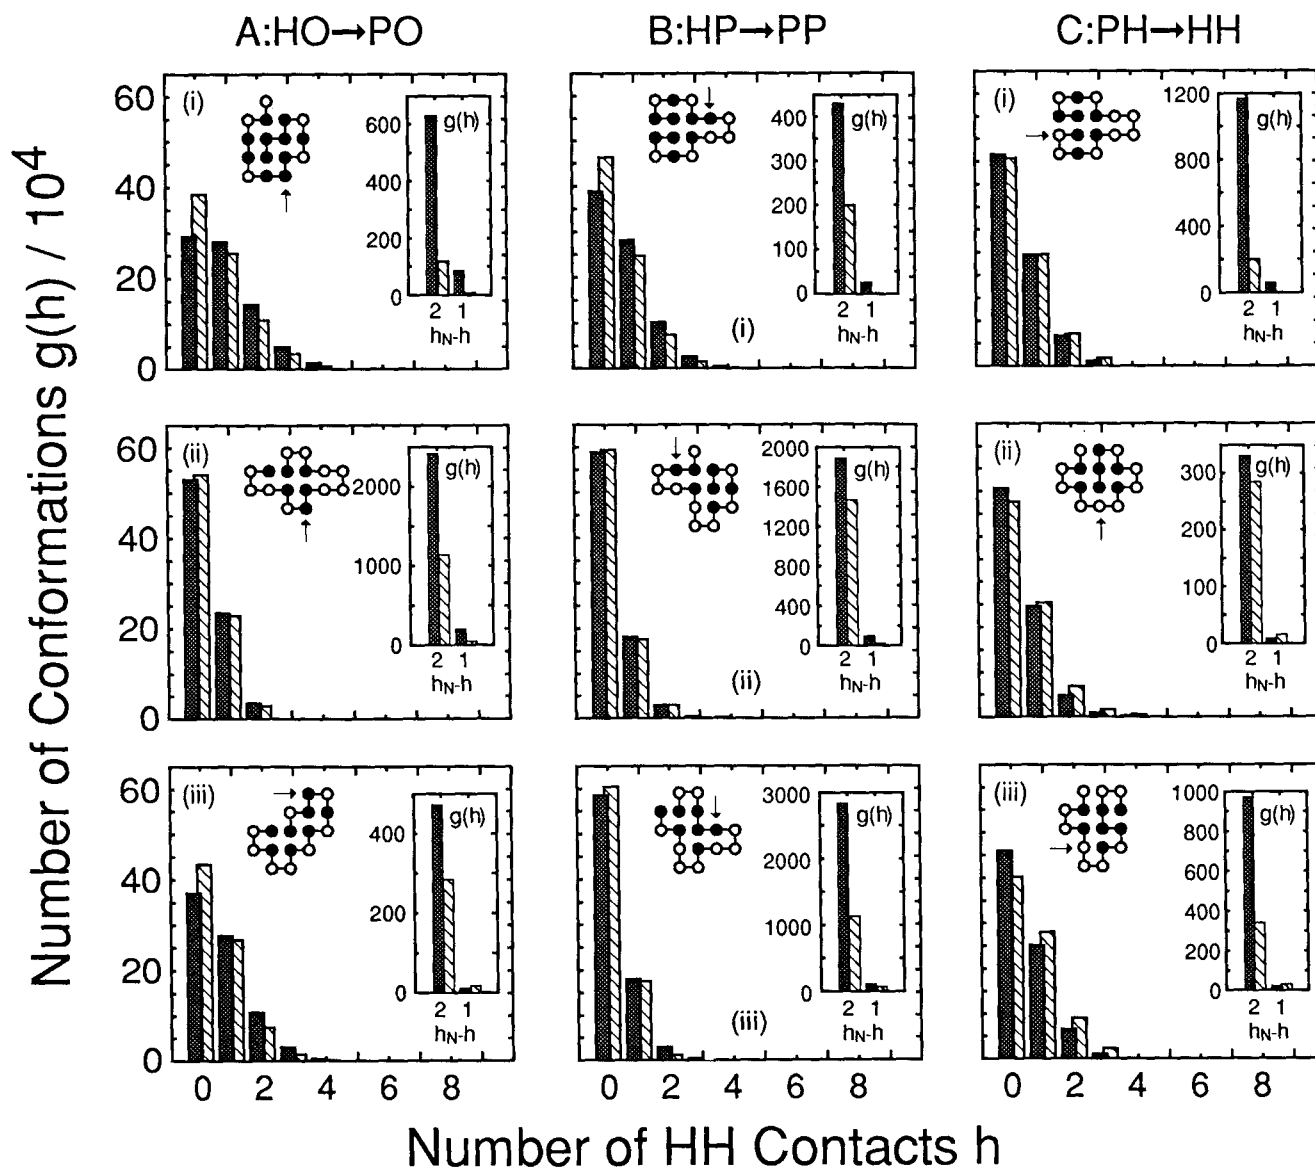 A:HO→PO
B:HP→PP
C:PH→HH
Number of Conformations g(h) / 10⁴
60
40
20
0
(i)
g(h)
600
400
200
0
2 1
hN-h
(i)
g(h)
400
300
200
100
0
2 1
hN-h
(i)
g(h)
1200
800
400
0
2 1
hN-h
60
40
20
0
(ii)
g(h)
2000
1000
0
2 1
hN-h
(ii)
g(h)
2000
1600
1200
800
400
0
2 1
hN-h
(ii)
g(h)
300
200
100
0
2 1
hN-h
60
40
20
0
(iii)
g(h)
400
200
0
2 1
hN-h
(iii)
g(h)
3000
2000
1000
0
2 1
hN-h
(iii)
g(h)
1000
800
600
400
200
0
2 1
hN-h
0 2 4 6 8
0 2 4 6 8
0 2 4 6 8
Number of HH Contacts h